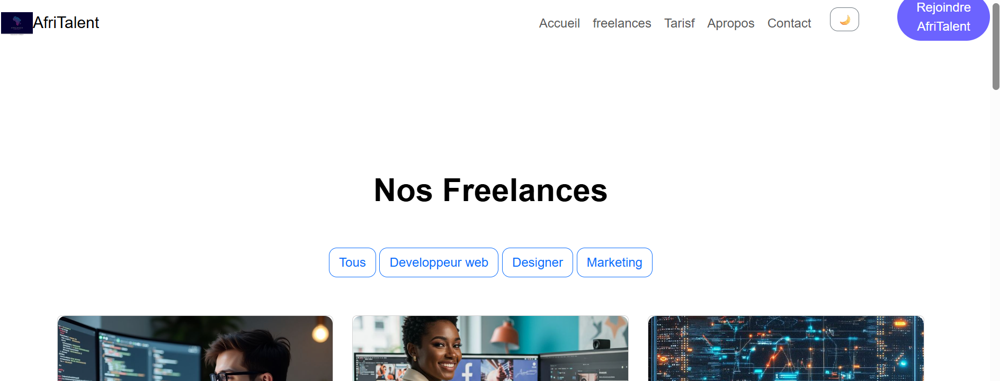 AfriTalent
Accueil freelances Tarisf Apropos Contact
Rejoindre
AfriTalent
Nos Freelances
Tous Developpeur web Designer Marketing